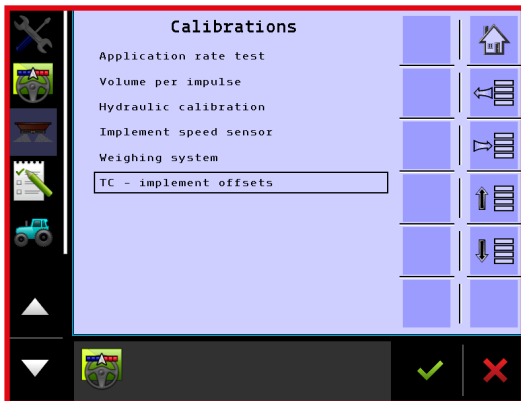 Calibrations
Application rate test
Volume per impulse
Hydraulic calibration
Implement speed sensor
Weighing system
TC - implement offsets